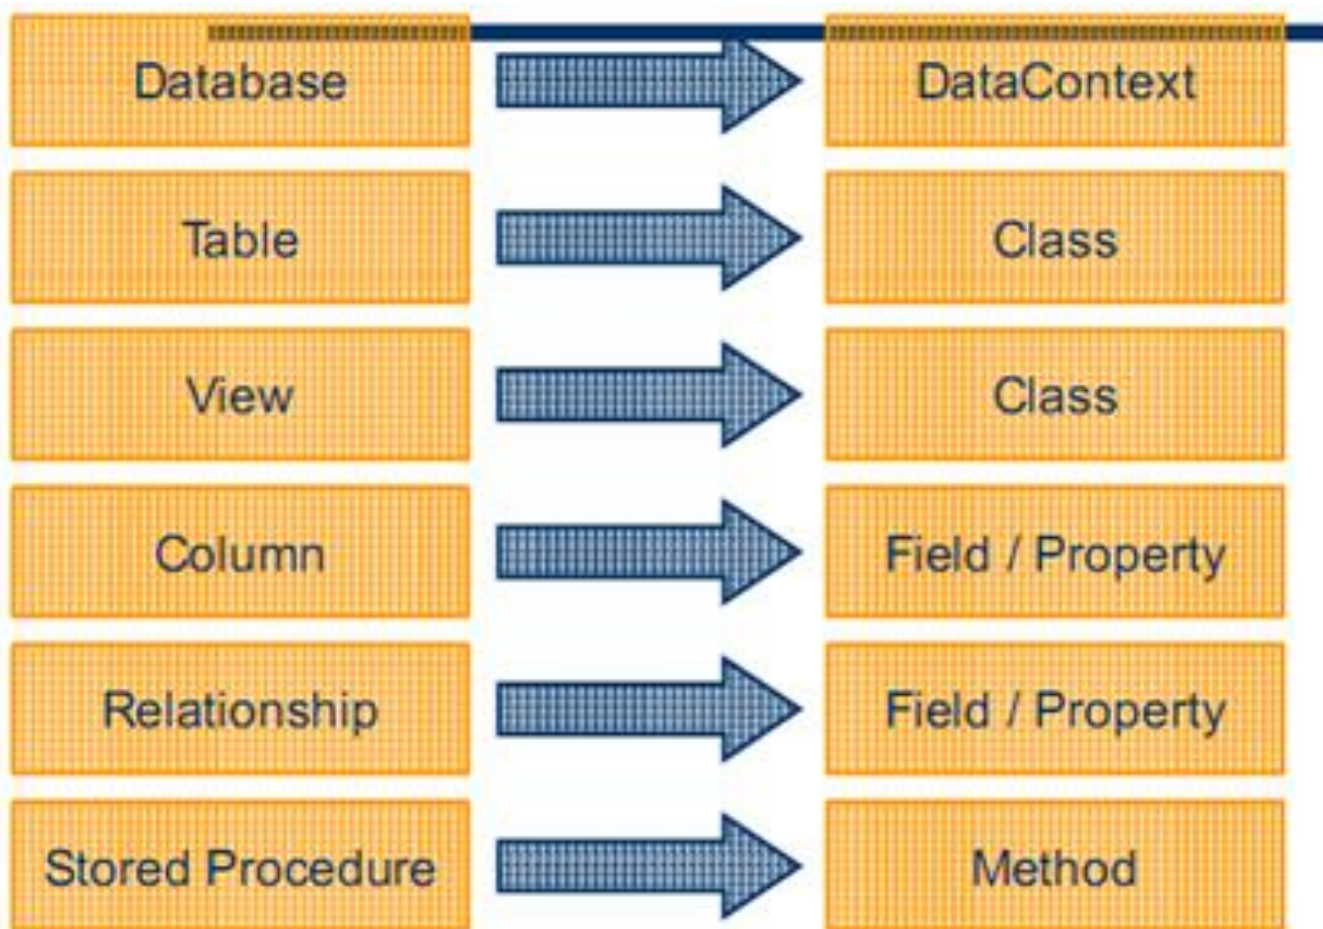 Database
DataContext
Table
Class
View
Class
Column
Field / Property
Relationship
Field / Property
Stored Procedure
Method